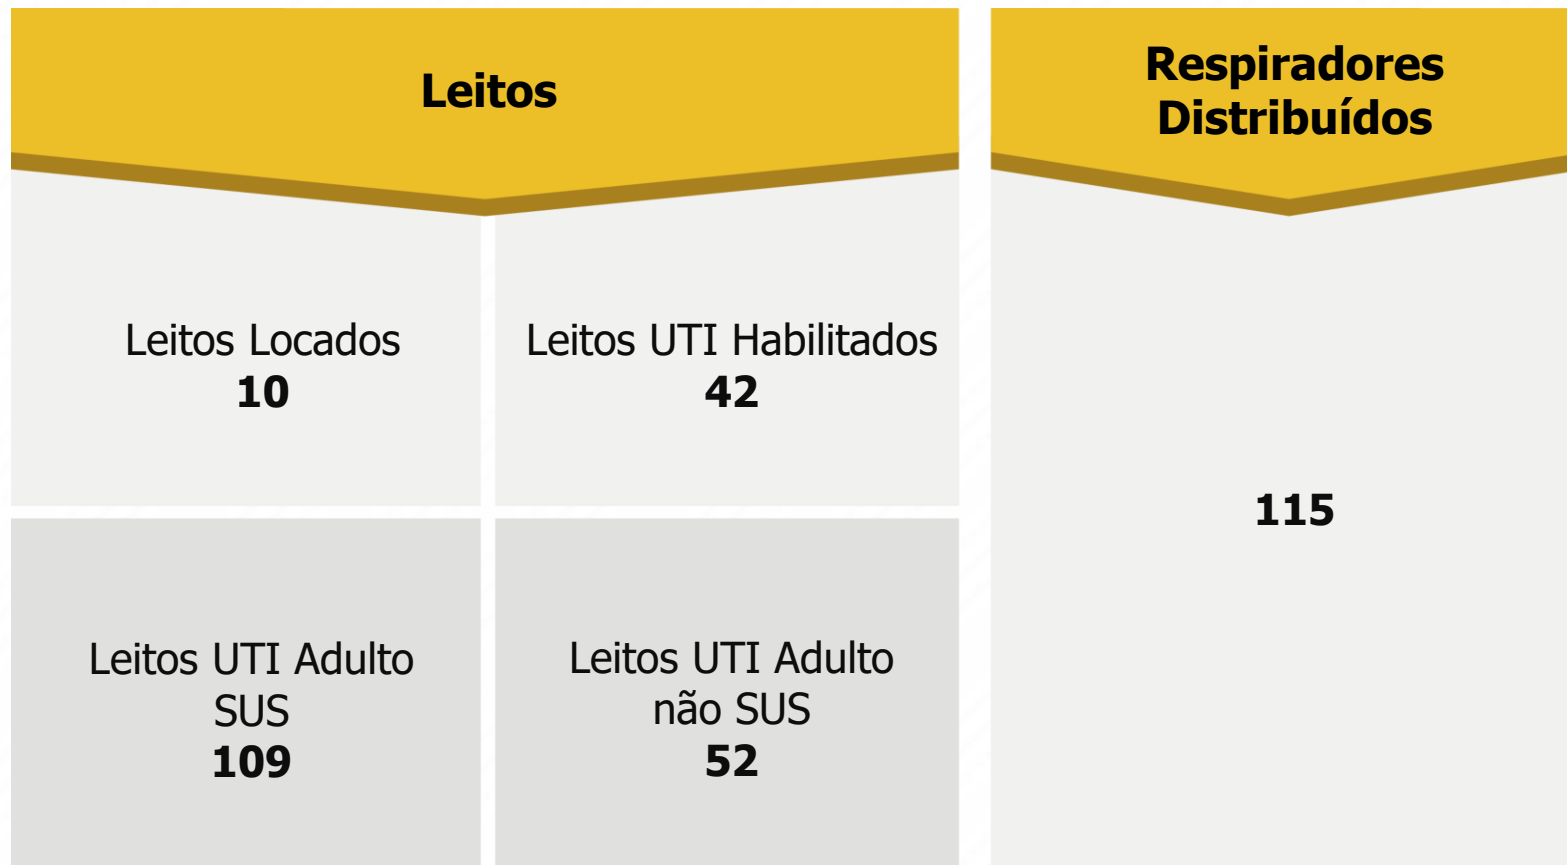 Leitos
Leitos Locados
10
Leitos UTI Habilitados
42
Leitos UTI Adulto
SUS
109
Leitos UTI Adulto
não SUS
52
Respiradores
Distribuídos
115